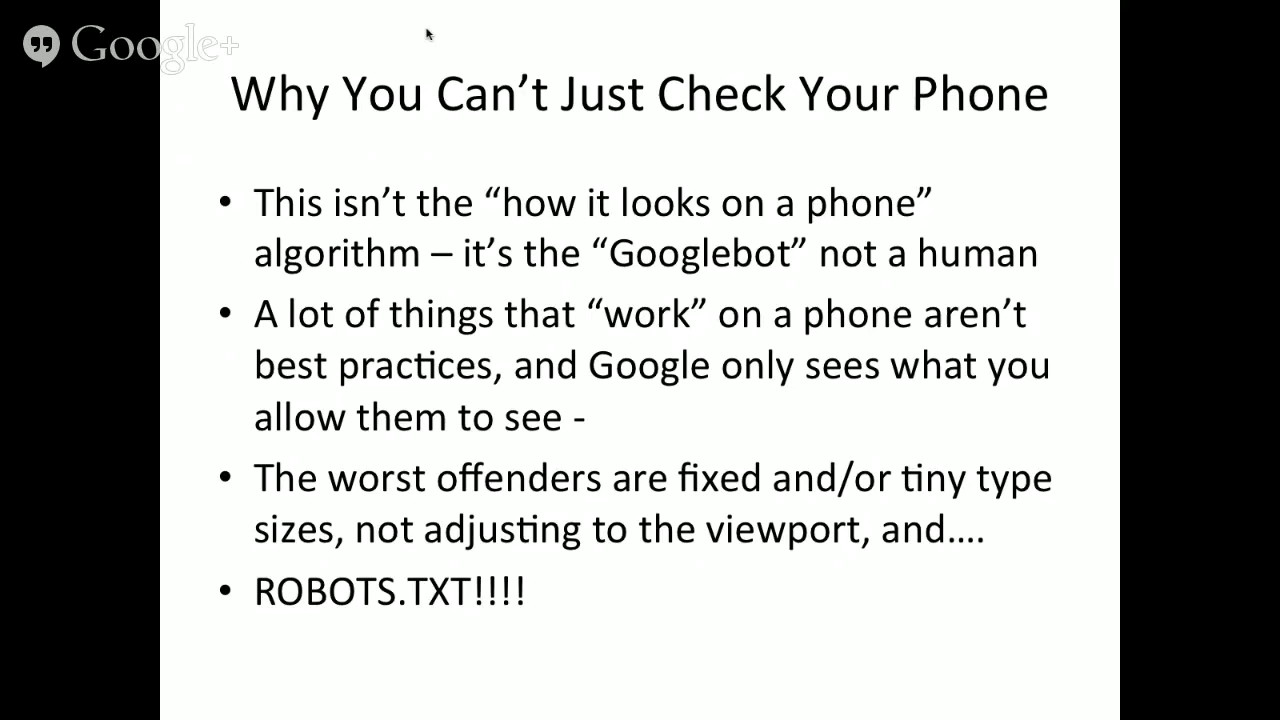 Google+
Why You Can’t Just Check Your Phone
• This isn’t the “how it looks on a phone”
algorithm – it’s the “Googlebot” not a human
• A lot of things that “work” on a phone aren’t
best practices, and Google only sees what you
allow them to see -
• The worst offenders are fixed and/or tiny type
sizes, not adjusting to the viewport, and….
• ROBOTS.TXT!!!!